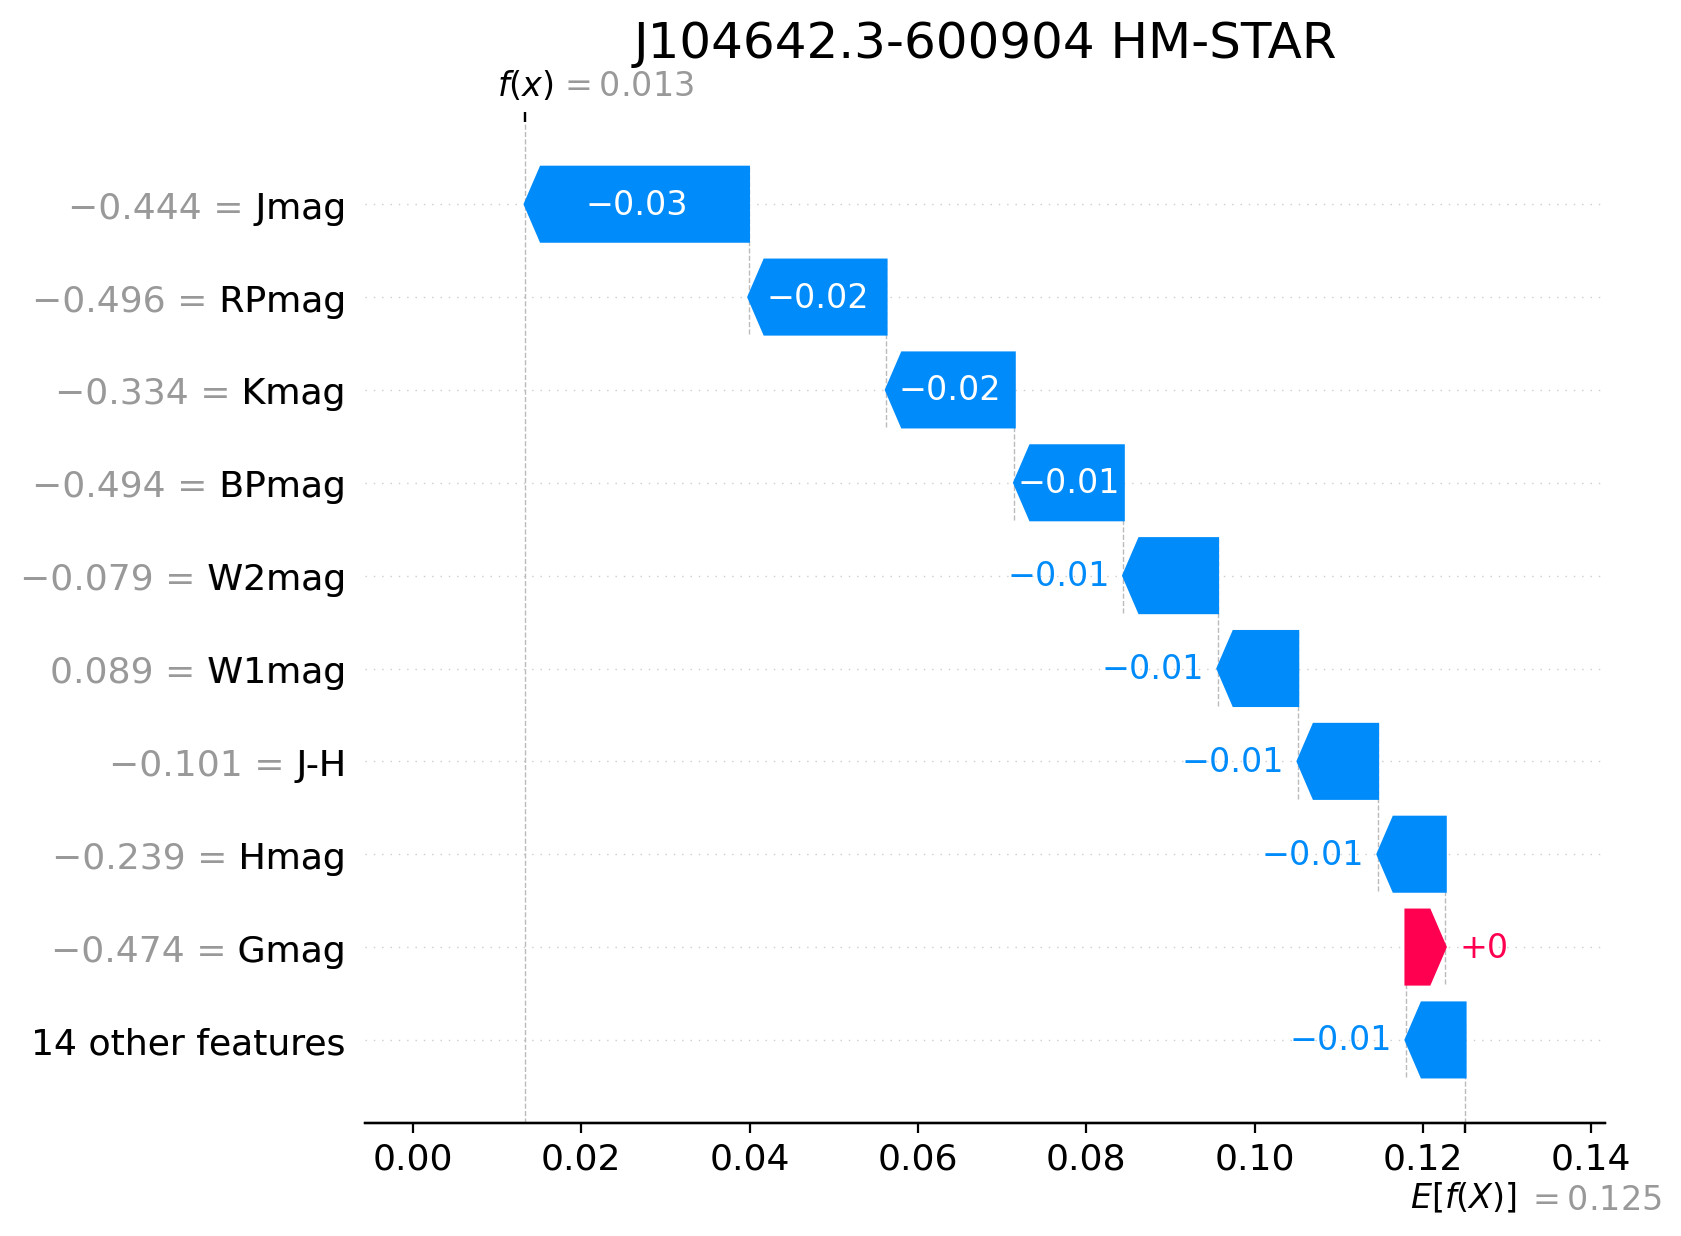 J104642.3-600904 HM-STAR
f(x) = 0.013
−0.444 = Jmag
−0.03
−0.496 = RPmag
−0.02
−0.334 = Kmag
−0.02
−0.494 = BPmag
−0.01
−0.079 = W2mag
−0.01
0.089 = W1mag
−0.01
−0.101 = J-H
−0.01
−0.239 = Hmag
−0.01
−0.474 = Gmag
+0
14 other features
−0.01
0.00 0.02 0.04 0.06 0.08 0.10 0.12 0.14
E[f(X)] = 0.125